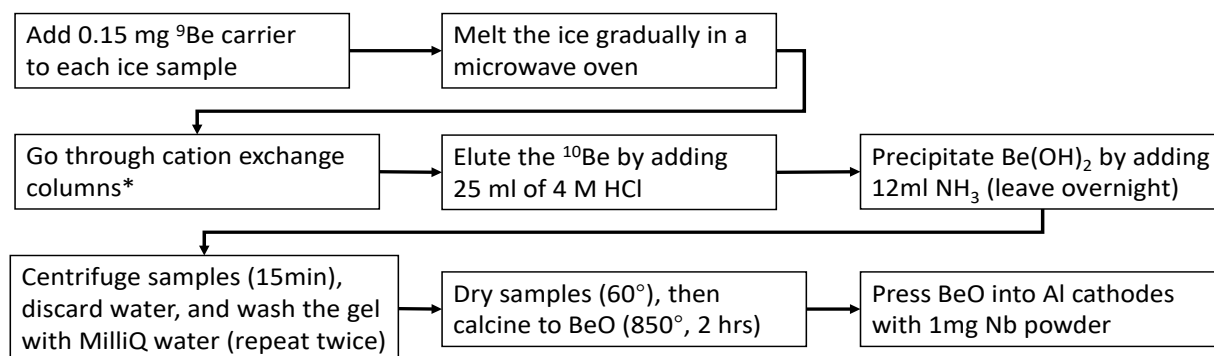 Add 0.15 mg ⁹Be carrier
to each ice sample
Melt the ice gradually in a
microwave oven
Go through cation exchange
columns*
Elute the ¹⁰Be by adding
25 ml of 4 M HCl
Precipitate Be(OH)₂ by adding
12ml NH₃ (leave overnight)
Centrifuge samples (15min),
discard water, and wash the gel
with MilliQ water (repeat twice)
Dry samples (60°), then
calcine to BeO (850°, 2 hrs)
Press BeO into Al cathodes
with 1mg Nb powder